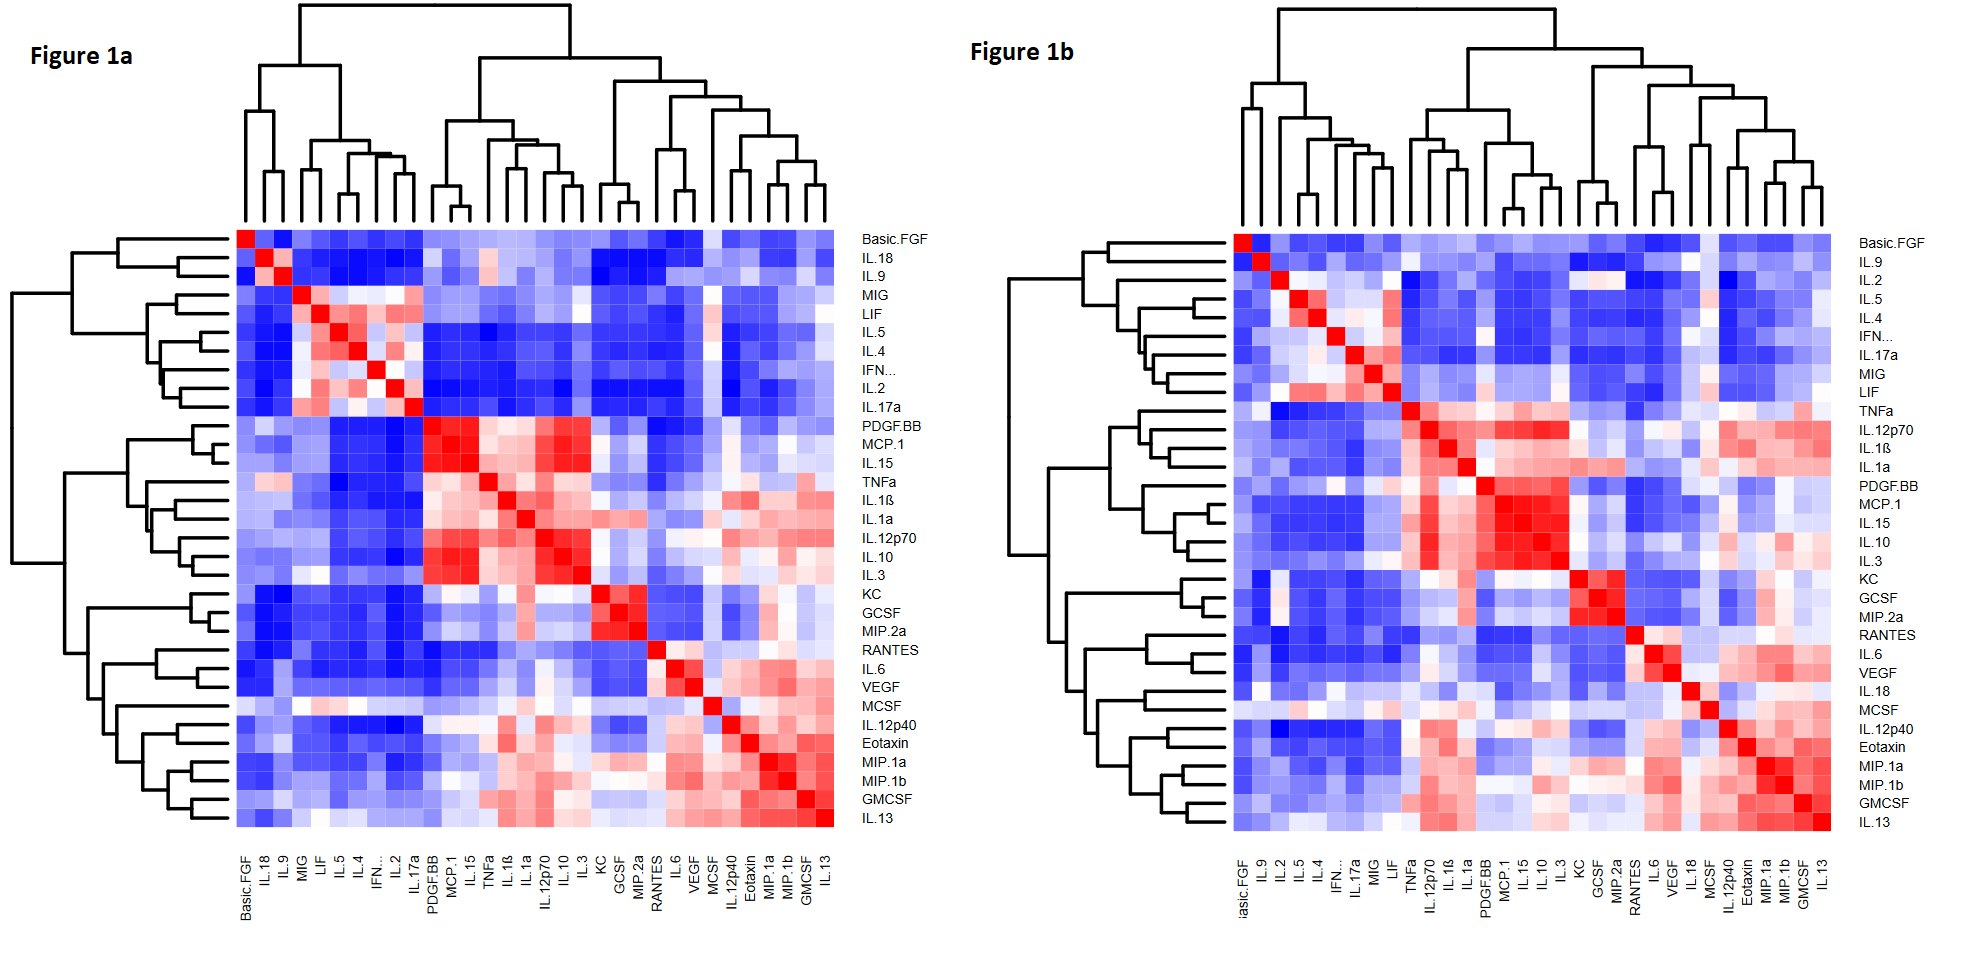 Figure 1a
Basic.FGF
IL.18
IL.9
MIG
LIF
IL.5
IL.4
IFN...
IL.2
IL.17a
PDGF.BB
MCP.1
IL.15
TNFa
IL.1ß
IL.1a
IL.12p70
IL.10
IL.3
KC
GCSF
MIP.2a
RANTES
IL.6
VEGF
MCSF
IL.12p40
Eotaxin
MIP.1a
MIP.1b
GMCSF
IL.13
Basic.FGF
IL.18
IL.9
MIG
LIF
IL.5
IL.4
IFN...
IL.2
IL.17a
PDGF.BB
MCP.1
IL.15
TNFa
IL.1ß
IL.1a
IL.12p70
IL.10
IL.3
KC
GCSF
MIP.2a
RANTES
IL.6
VEGF
MCSF
IL.12p40
Eotaxin
MIP.1a
MIP.1b
GMCSF
IL.13
Figure 1b
Basic.FGF
IL.9
IL.2
IL.5
IL.4
IFN...
IL.17a
MIG
LIF
TNFa
IL.12p70
IL.1ß
IL.1a
PDGF.BB
MCP.1
IL.15
IL.10
IL.3
KC
GCSF
MIP.2a
RANTES
IL.6
VEGF
IL.18
MCSF
IL.12p40
Eotaxin
MIP.1a
MIP.1b
GMCSF
IL.13
asic.FGF
IL.9
IL.2
IL.5
IL.4
IFN...
IL.17a
MIG
LIF
TNFa
IL.12p70
IL.1ß
IL.1a
PDGF.BB
MCP.1
IL.15
IL.10
IL.3
KC
GCSF
MIP.2a
RANTES
IL.6
VEGF
IL.18
MCSF
IL.12p40
Eotaxin
MIP.1a
MIP.1b
GMCSF
IL.13